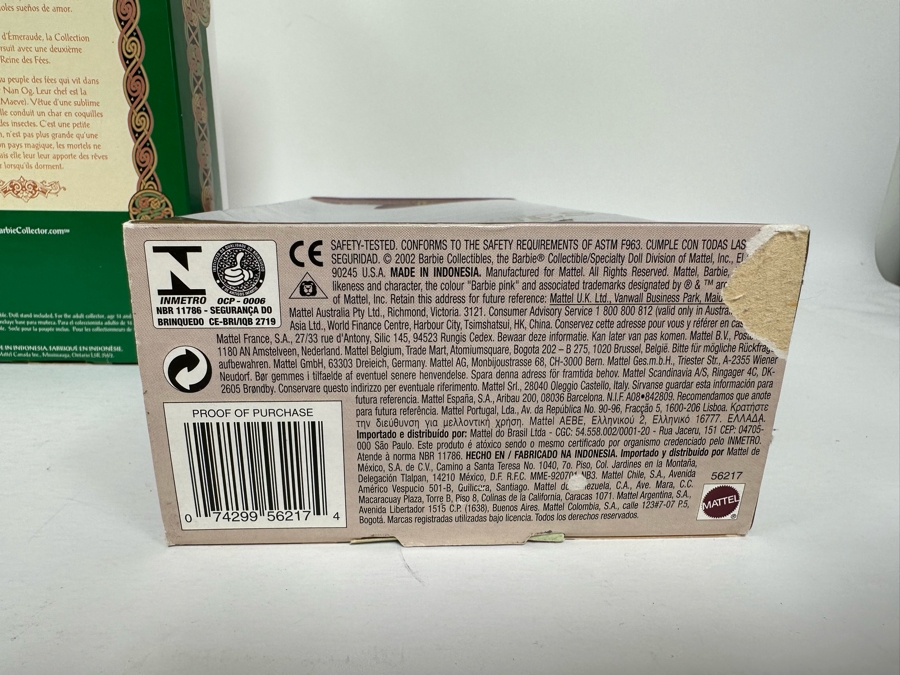 oles sueños de amor.
d'Émeraude, la Collection
rsuit avec une deuxième
Reine des Fées.
au peuple des fées qui vit dans
Nan Og. Leur chef est la
Maeve). Vêtue d'une sublime
lle conduit un char en coquilles
des insectes. C'est une petite
n, n'est pas plus grande qu'une
on pays magique, les mortels ne
ais elle leur apporte des rêves
lorsqu'ils dorment.
arbieCollector.com
INMETRO
OCP - 0006
NBR 11786 - SEGURANÇA DO
BRINQUEDO CE-BRI/IQB 2719
CE SAFETY-TESTED. CONFORMS TO THE SAFETY REQUIREMENTS OF ASTM F963. CUMPLE CON TODAS LAS
SEGURIDAD. © 2002 Barbie Collectibles, the Barbie® Collectible/Specialty Doll Division of Mattel, Inc., El
90245 U.S.A. MADE IN INDONESIA. Manufactured for Mattel. All Rights Reserved. Mattel, Barbie,
likeness and character, the colour "Barbie pink" and associated trademarks designated by ® & ™ ar
of Mattel, Inc. Retain this address for future reference: Mattel U.K. Ltd., Vanwall Business Park,
Mattel Australia Pty Ltd., Richmond, Victoria. 3121. Consumer Advisory Service 1 800 800 812 (valid only in
Asia Ltd., World Finance Centre, Harbour City, Tsimshatsui, HK, China. Conservez cette adresse pour vous y référer en
Mattel France, S.A., 27/33 rue d'Antony, Silic 145, 94523 Rungis Cedex. Bewaar deze informatie. Kan later van pas komen. Mattel B.V.,
1180 AN Amstelveen, Nederland. Mattel Belgium, Trade Mart, Atomiumsquare, Bogota 202 – B 275, 1020 Brussel, België. Bitte für mögliche Rückfrag
aufbewahren. Mattel GmbH, 63303 Dreieich, Germany. Mattel AG, Monbijoustrasse 68, CH-3000 Bern. Mattel Ges.m.b.H., Triester Str., A-2355 Wiener
Neudorf. Bør gemmes i tilfælde af eventuel senere henvendelse. Spara denna adress för framtida behov. Mattel Scandinavia A/S, Ringager 4C, DK-
2605 Brøndby. Conservare questo indirizzo per eventuale riferimento. Mattel Srl., 28040 Oleggio Castello, Italy. Sírvanse guardar esta información para
futura referencia. Mattel España, S.A., Aribau 200, 08036 Barcelona. N.I.F. A08•842809. Recomendamos que anote
para futura referência. Mattel Portugal, Lda., Av. da República No. 90-96, Fracção 5, 1600-206 Lisboa. Κρατήστε
την διεύθυνση για μελλοντική χρήση. Mattel AEBE, Ελληνικού 2, Ελληνικό 16777. ΕΛΛΑΔΑ.
Importado e distribuído por: Mattel do Brasil Ltda - CGC: 54.558.002/0001-20 - Rua Jaceru, 151 CEP: 04705-
000 São Paulo. Este produto é atóxico sendo o mesmo certificado por organismo credenciado pelo INMETRO.
Atende à norma NBR 11786. HECHO EN / FABRICADO NA INDONESIA. Importado y distribuido por Mattel de
México, S.A. de C.V., Camino a Santa Teresa No. 1040, 7o. Piso, Col. Jardines en la Montaña,
Delegación Tlalpan, 14210 México, D.F. R.F.C. Mattel Chile, S.A., Avenida
Américo Vespucio 501-B, Quilicura, Santiago. Mattel de ezuela, C.A., Ave. Mara, C.C.
Macaracuay Plaza, Torre B, Piso 8, Colinas de la California, Caracas 1071. Mattel Argentina, S.A.,
Avenida Libertador 1515 C.P. (1638), Buenos Aires. Mattel Colombia, S.A., calle 123#7-07 P.5,
Bogotá. Marcas registradas utilizadas bajo licencia. Todos los derechos reservados.
PROOF OF PURCHASE
0 74299 56217 4
56217
MATTEL